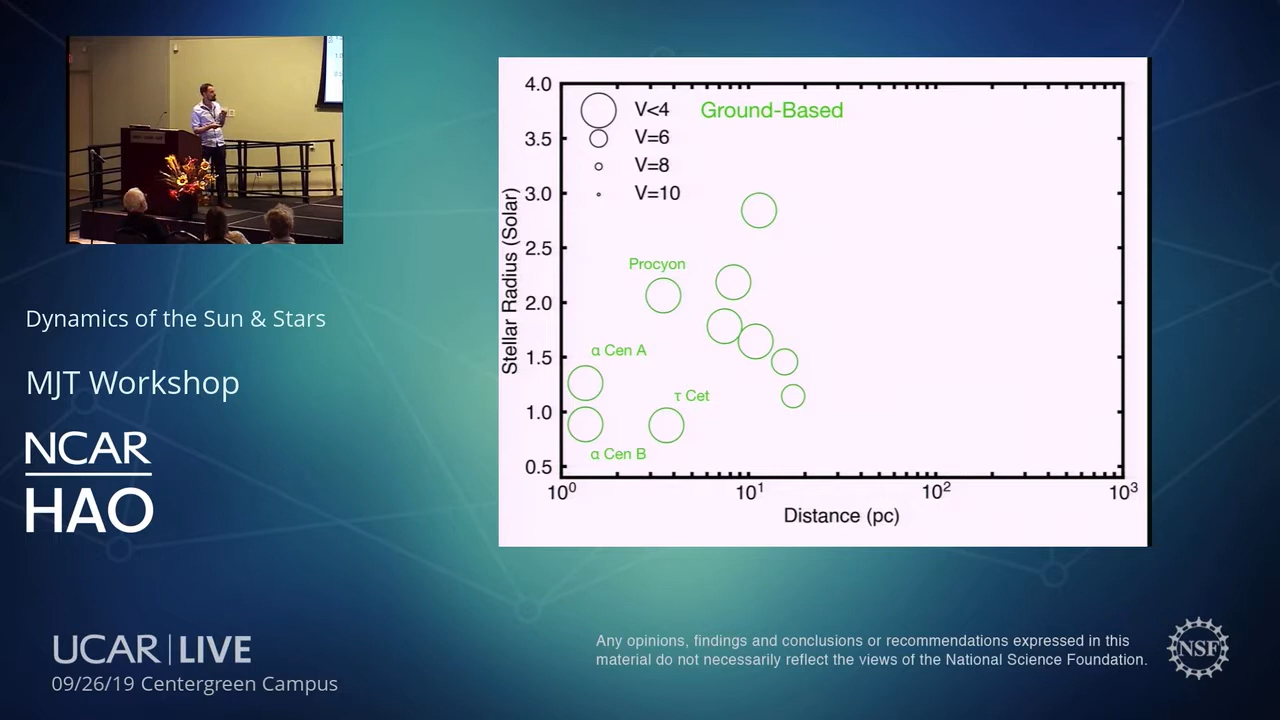 Dynamics of the Sun & Stars
MJT Workshop
NCAR
HAO
UCAR | LIVE
09/26/19 Centergreen Campus
4.0
3.5
3.0
2.5
2.0
1.5
1.0
0.5
Stellar Radius (Solar)
V<4
V=6
V=8
V=10
Ground-Based
Procyon
α Cen A
τ Cet
α Cen B
10⁰
10¹
10²
10³
Distance (pc)
Any opinions, findings and conclusions or recommendations expressed in this
material do not necessarily reflect the views of the National Science Foundation.
NSF